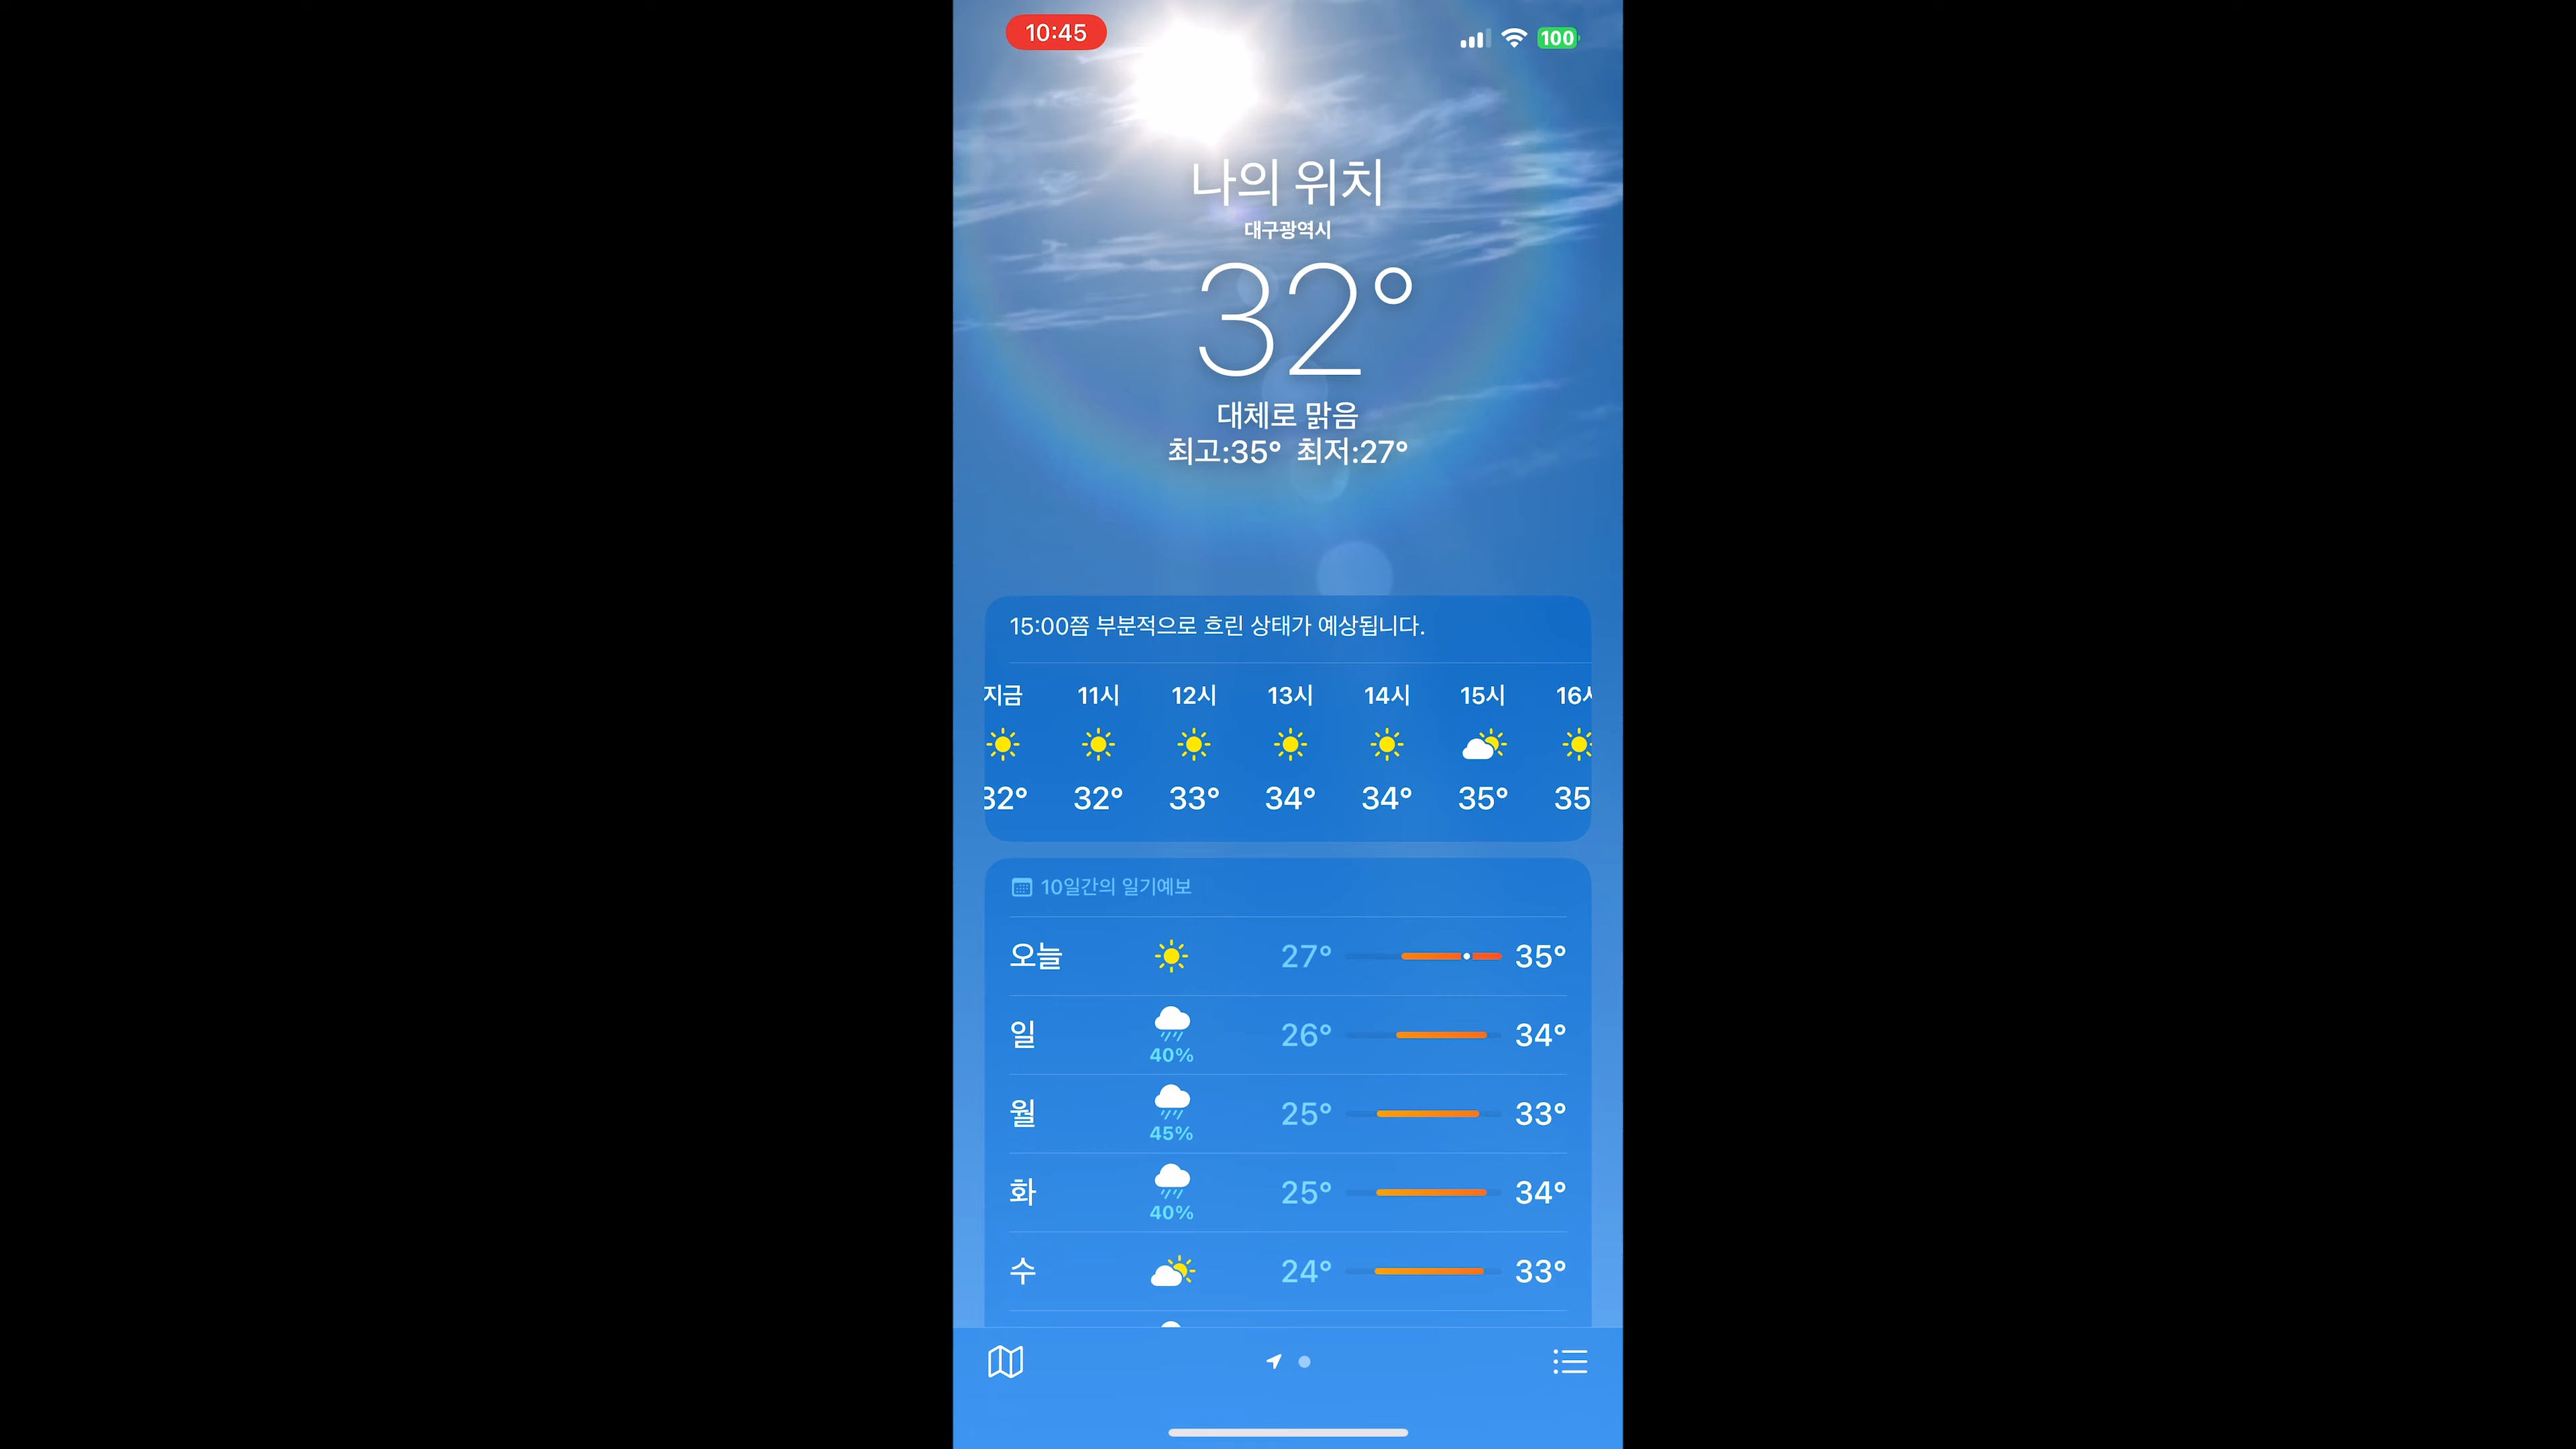 10:45
100
나의 위치
대구광역시
32°
대체로 맑음
최고:35° 최저:27°
15:00쯤 부분적으로 흐린 상태가 예상됩니다.
지금 11시 12시 13시 14시 15시 16시
32° 32° 33° 34° 34° 35° 35
10일간의 일기예보
오늘 27° 35°
일 40% 26° 34°
월 45% 25° 33°
화 40% 25° 34°
수 24° 33°